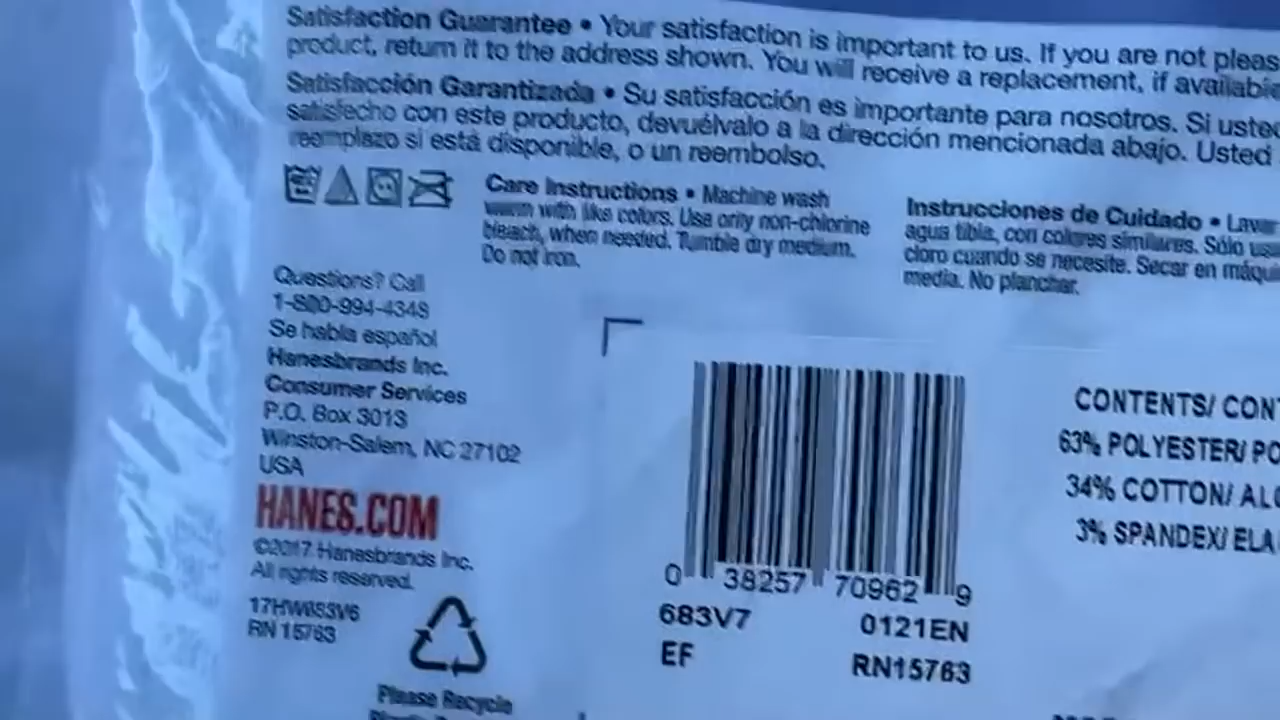 Satisfaction Guarantee • Your satisfaction is important to us. If you are not pleas
product, return it to the address shown. You will receive a replacement, if available
Satisfacción Garantizada • Su satisfacción es importante para nosotros. Si usted
satisfecho con este producto, devuélvalo a la dirección mencionada abajo. Usted
reemplazo si está disponible, o un reembolso.
Care Instructions • Machine wash
warm with like colors. Use only non-chlorine
bleach, when needed. Tumble dry medium.
Do not iron.
Instrucciones de Cuidado • Lavar
agua tibia, con colores similares. Sólo usa
cloro cuando se necesite. Secar en máqui
media. No planchar.
Questions? Call
1-800-994-4348
Se habla español
Hanesbrands Inc.
Consumer Services
P.O. Box 3013
Winston-Salem, NC 27102
USA
HANES.COM
©2017 Hanesbrands Inc.
All rights reserved.
RN 15763
Please Recycle
0 38257 70962 9
683V7 0121EN
EF RN15763
CONTENTS/ CONT
63% POLYESTER/ PO
34% COTTON/ ALG
3% SPANDEX/ ELA